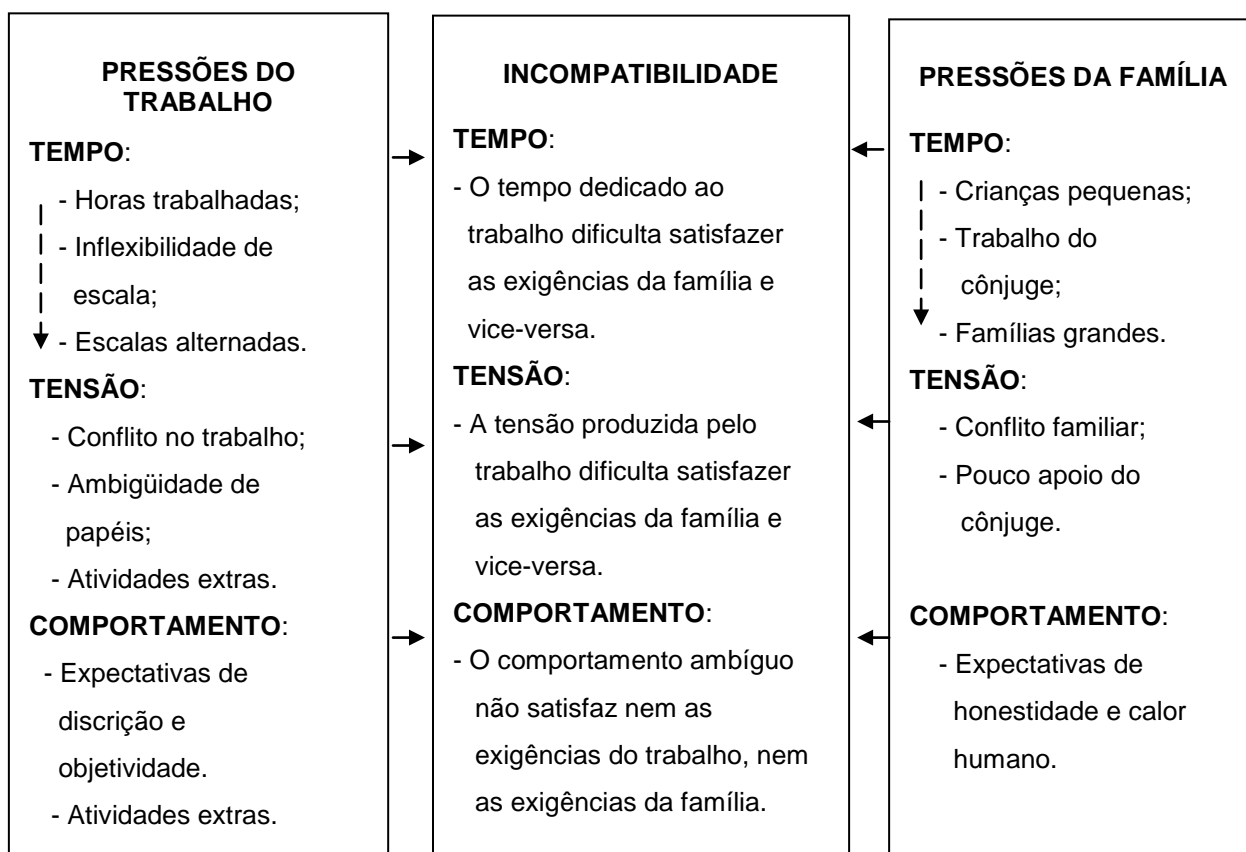 PRESSÕES DO
TRABALHO
TEMPO:
- Horas trabalhadas;
- Inflexibilidade de
escala;
- Escalas alternadas.
TENSÃO:
- Conflito no trabalho;
- Ambigüidade de
papéis;
- Atividades extras.
COMPORTAMENTO:
- Expectativas de
discrição e
objetividade.
- Atividades extras.
INCOMPATIBILIDADE
TEMPO:
- O tempo dedicado ao
trabalho dificulta satisfazer
as exigências da família e
vice-versa.
TENSÃO:
- A tensão produzida pelo
trabalho dificulta satisfazer
as exigências da família e
vice-versa.
COMPORTAMENTO:
- O comportamento ambíguo
não satisfaz nem as
exigências do trabalho, nem
as exigências da família.
PRESSÕES DA FAMÍLIA
TEMPO:
- Crianças pequenas;
- Trabalho do
cônjuge;
- Famílias grandes.
TENSÃO:
- Conflito familiar;
- Pouco apoio do
cônjuge.
COMPORTAMENTO:
- Expectativas de
honestidade e calor
humano.